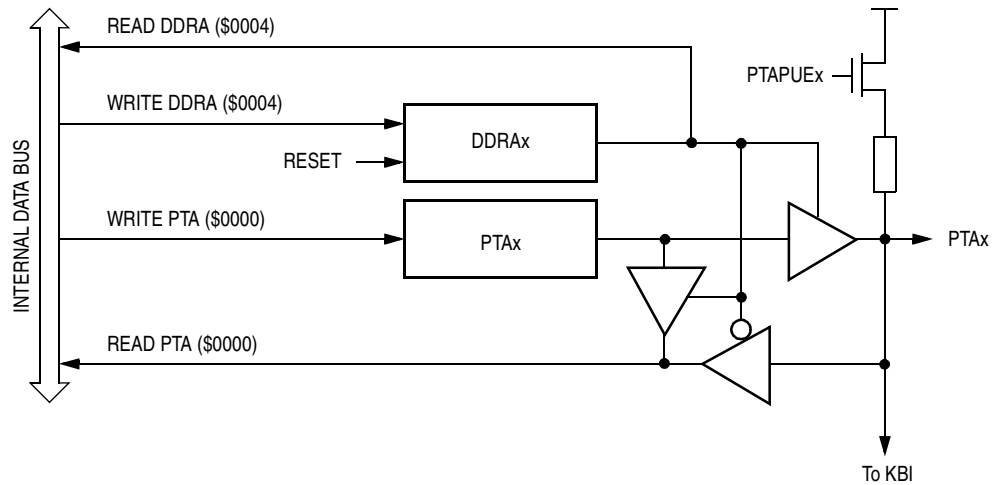 READ DDRA ($0004)
PTAPUEx
WRITE DDRA ($0004)
DDRAx
RESET
WRITE PTA ($0000)
PTAx
PTAx
INTERNAL DATA BUS
READ PTA ($0000)
To KBI